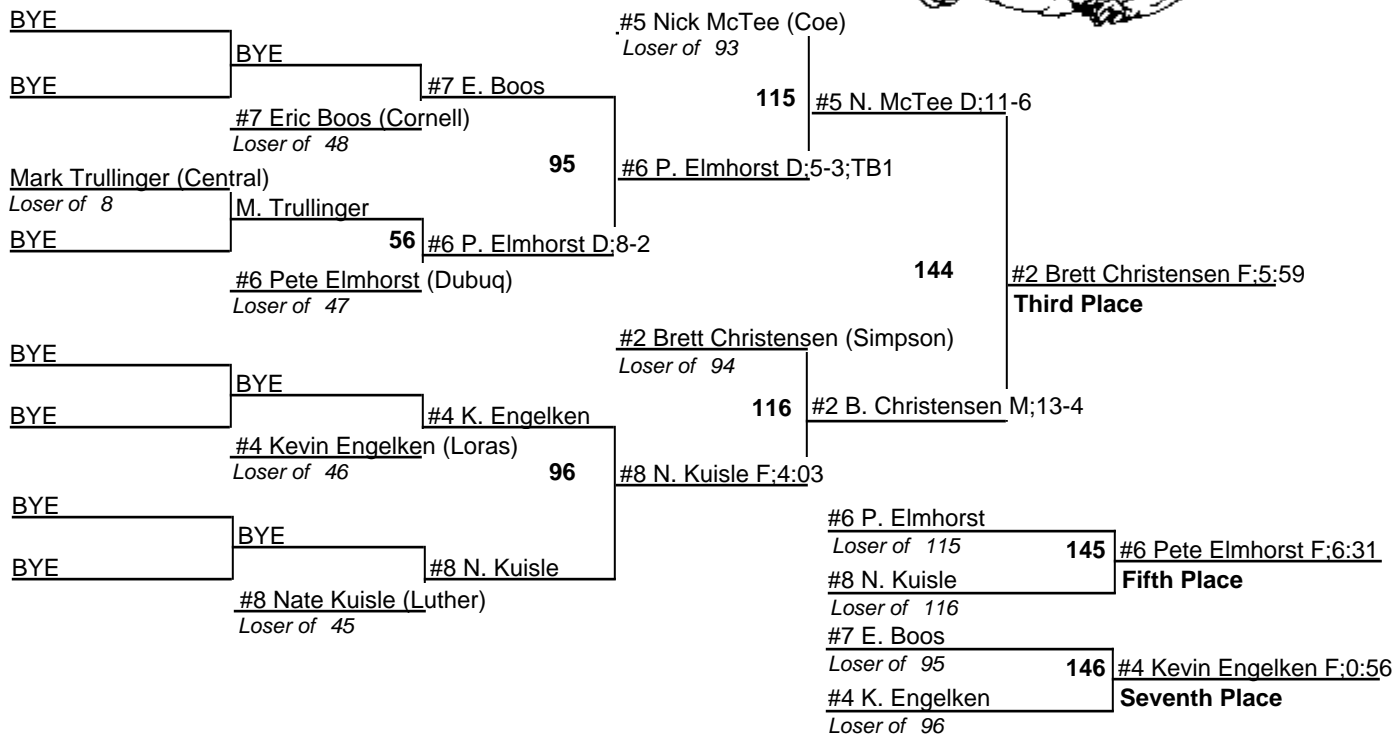 BYE
BYE
BYE
#7 Eric Boos (Cornell)
Loser of 48
#7 E. Boos
Mark Trullinger (Central)
Loser of 8
BYE
M. Trullinger
56
#6 Pete Elmhorst (Dubuq)
Loser of 47
#6 P. Elmhorst D;8-2
95
#6 P. Elmhorst D;5-3;TB1
#5 Nick McTee (Coe)
Loser of 93
115
#5 N. McTee D;11-6
BYE
BYE
BYE
#4 Kevin Engelken (Loras)
Loser of 46
#4 K. Engelken
BYE
BYE
BYE
#8 Nate Kuisle (Luther)
Loser of 45
#8 N. Kuisle
96
#8 N. Kuisle F;4:03
#2 Brett Christensen (Simpson)
Loser of 94
116
#2 B. Christensen M;13-4
144
#2 Brett Christensen F;5:59
Third Place
#6 P. Elmhorst
Loser of 115
#8 N. Kuisle
Loser of 116
145
#6 Pete Elmhorst F;6:31
Fifth Place
#7 E. Boos
Loser of 95
#4 K. Engelken
Loser of 96
146
#4 Kevin Engelken F;0:56
Seventh Place